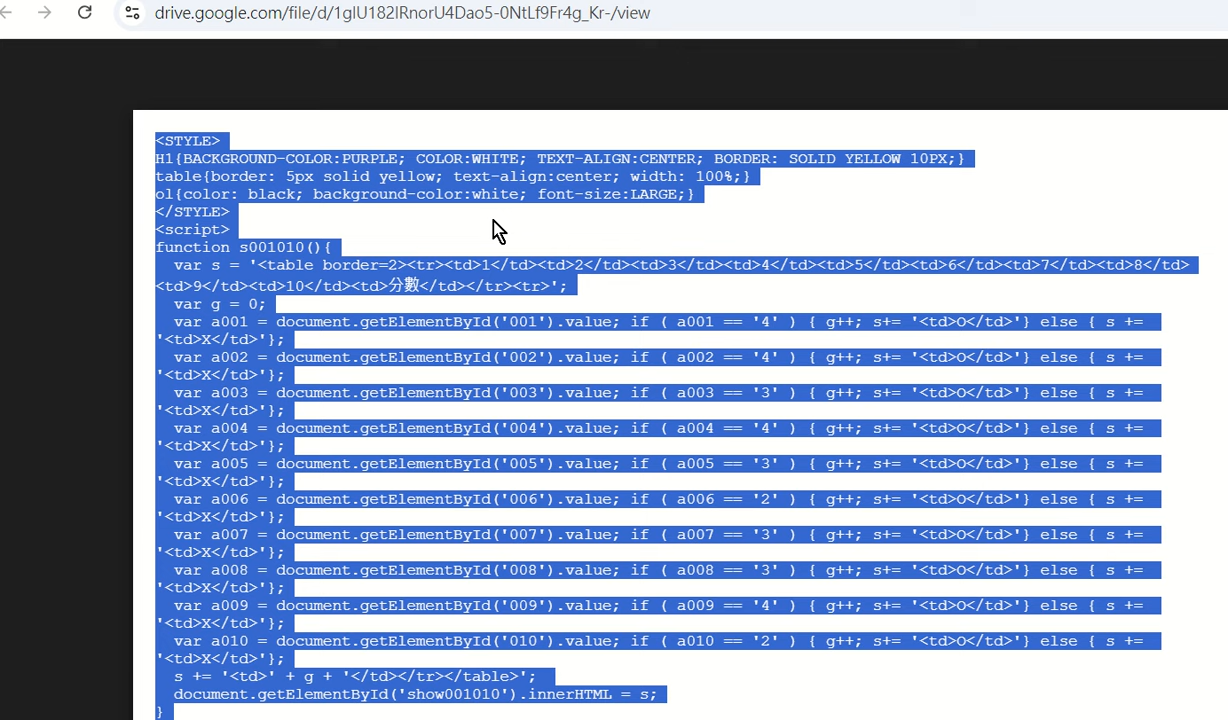 drive.google.com/file/d/1glU182lRnorU4Dao5-0NtLf9Fr4g_Kr-/view
<STYLE>
H1{BACKGROUND-COLOR:PURPLE; COLOR:WHITE; TEXT-ALIGN:CENTER; BORDER: SOLID YELLOW 10PX;}
table{border: 5px solid yellow; text-align:center; width: 100%;}
ol{color: black; background-color:white; font-size:LARGE;}
</STYLE>
<script>
function s001010(){
  var s = '<table border=2><tr><td>1</td><td>2</td><td>3</td><td>4</td><td>5</td><td>6</td><td>7</td><td>8</td>
<td>9</td><td>10</td><td>分數</td></tr><tr>';
  var g = 0;
  var a001 = document.getElementById('001').value; if ( a001 == '4' ) { g++; s+= '<td>O</td>'} else { s +=
'<td>X</td>'};
  var a002 = document.getElementById('002').value; if ( a002 == '4' ) { g++; s+= '<td>O</td>'} else { s +=
'<td>X</td>'};
  var a003 = document.getElementById('003').value; if ( a003 == '3' ) { g++; s+= '<td>O</td>'} else { s +=
'<td>X</td>'};
  var a004 = document.getElementById('004').value; if ( a004 == '4' ) { g++; s+= '<td>O</td>'} else { s +=
'<td>X</td>'};
  var a005 = document.getElementById('005').value; if ( a005 == '3' ) { g++; s+= '<td>O</td>'} else { s +=
'<td>X</td>'};
  var a006 = document.getElementById('006').value; if ( a006 == '2' ) { g++; s+= '<td>O</td>'} else { s +=
'<td>X</td>'};
  var a007 = document.getElementById('007').value; if ( a007 == '3' ) { g++; s+= '<td>O</td>'} else { s +=
'<td>X</td>'};
  var a008 = document.getElementById('008').value; if ( a008 == '3' ) { g++; s+= '<td>O</td>'} else { s +=
'<td>X</td>'};
  var a009 = document.getElementById('009').value; if ( a009 == '4' ) { g++; s+= '<td>O</td>'} else { s +=
'<td>X</td>'};
  var a010 = document.getElementById('010').value; if ( a010 == '2' ) { g++; s+= '<td>O</td>'} else { s +=
'<td>X</td>'};
  s += '<td>' + g + '</td></tr></table>';
  document.getElementById('show001010').innerHTML = s;
}